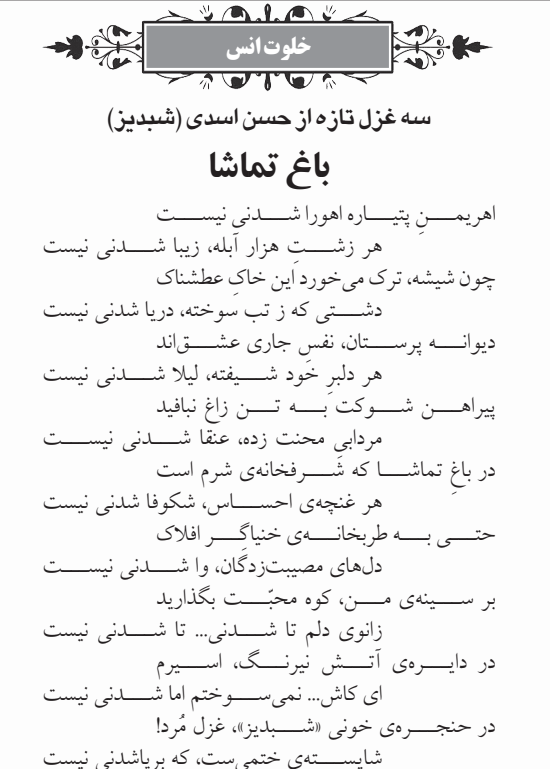 خلوت انس
سه غزل تازه از حسن اسدی (شبدیز)
باغ تماشا
اهریمنِ پتیاره اهورا شدنی نیست
هر زشتِ هزار آبله، زیبا شدنی نیست
چون شیشه، ترک می‌خورد این خاکِ عطشناک
دشتی که ز تب سوخته، دریا شدنی نیست
دیوانه پرستان، نفسِ جاری عشق‌اند
هر دلبرِ خود شیفته، لیلا شدنی نیست
پیراهن شوکت به تن زاغ نبافید
مردابیِ محنت زده، عنقا شدنی نیست
در باغِ تماشا که شرفخانه‌ی شرم است
هر غنچه‌ی احساس، شکوفا شدنی نیست
حتی به طربخانه‌ی خنیاگِر افلاک
دل‌های مصیبت‌زدگان، وا شدنی نیست
بر سینه‌ی من، کوه محبّت بگذارید
زانوی دلم تا شدنی... تا شدنی نیست
در دایره‌ی آتش نیرنگ، اسیرم
ای کاش... نمی‌سوختم اما شدنی نیست
در حنجره‌ی خونی «شبدیز»، غزل مُرد!
شایسته‌ی ختمی‌ست، که برپاشدنی نیست